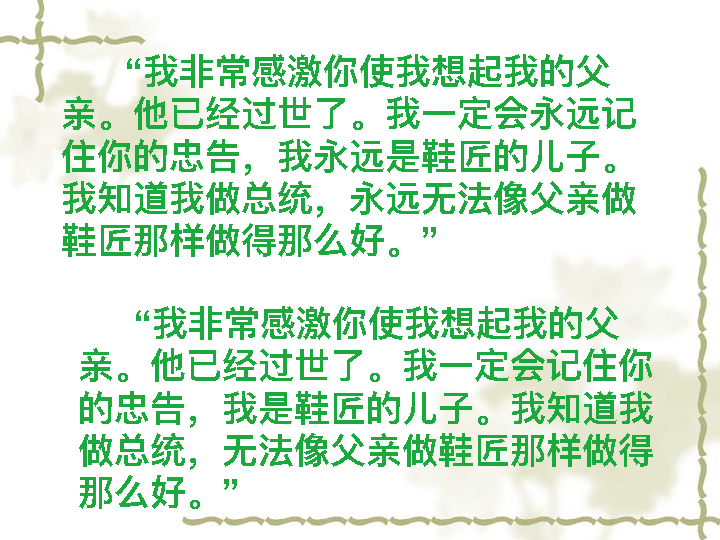 “我非常感激你使我想起我的父
亲。他已经过世了。我一定会永远记
住你的忠告，我永远是鞋匠的儿子。
我知道我做总统，永远无法像父亲做
鞋匠那样做得那么好。”
“我非常感激你使我想起我的父
亲。他已经过世了。我一定会记住你
的忠告，我是鞋匠的儿子。我知道我
做总统，无法像父亲做鞋匠那样做得
那么好。”